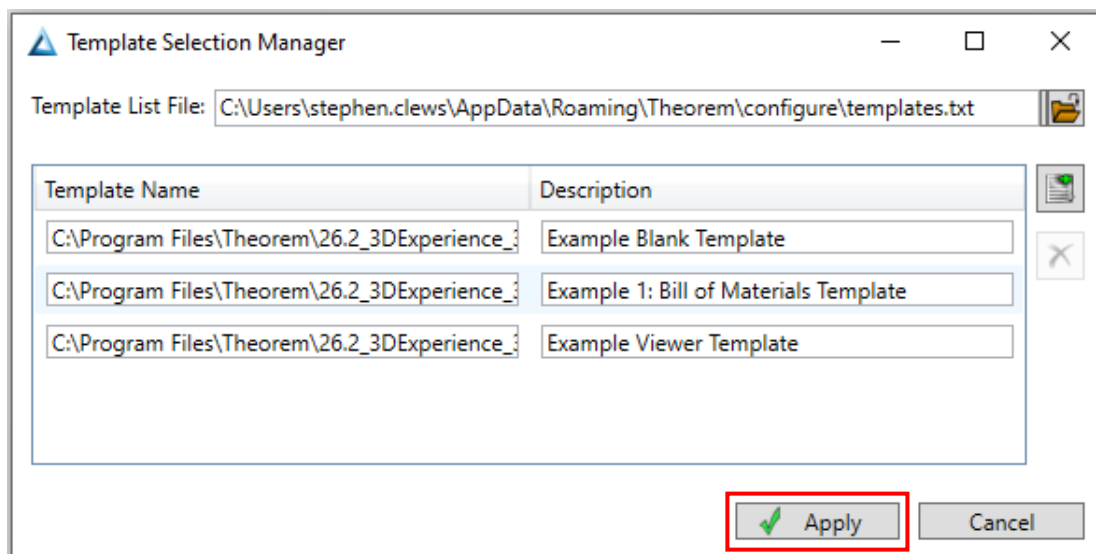 Template Selection Manager
Template List File: C:\Users\stephen.clews\AppData\Roaming\Theorem\configure\templates.txt
Template Name Description
C:\Program Files\Theorem\26.2_3DExperience_ Example Blank Template
C:\Program Files\Theorem\26.2_3DExperience_ Example 1: Bill of Materials Template
C:\Program Files\Theorem\26.2_3DExperience_ Example Viewer Template
Apply Cancel